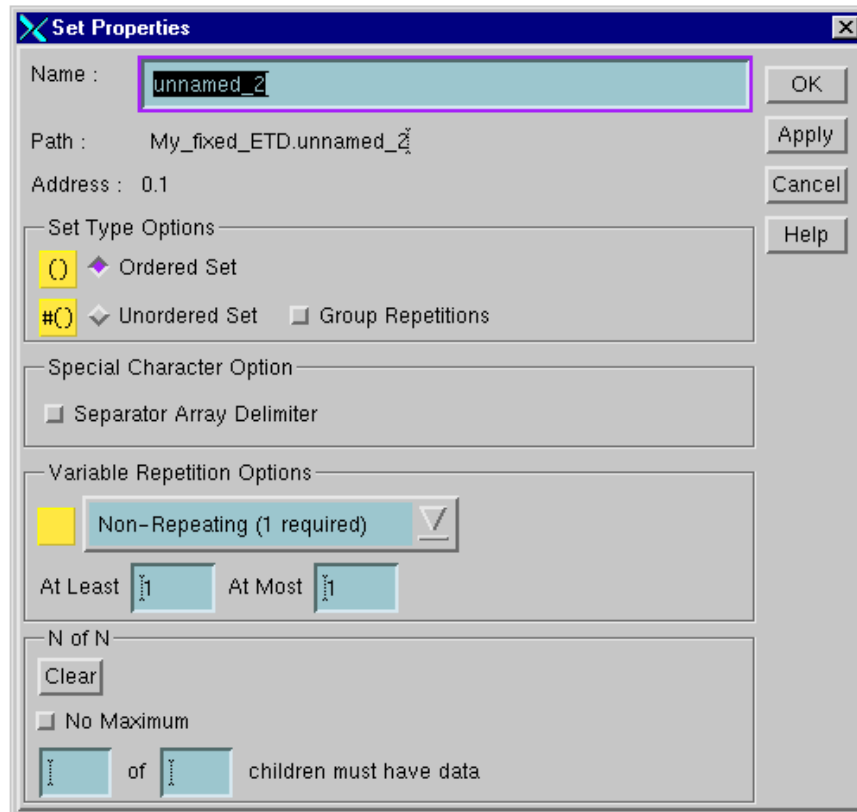 Set Properties
Name :
unnamed_2
OK
Path : My_fixed_ETD.unnamed_2
Apply
Address : 0.1
Cancel
Set Type Options
Help
() Ordered Set
#() Unordered Set Group Repetitions
Special Character Option
Separator Array Delimiter
Variable Repetition Options
Non-Repeating (1 required)
At Least 1 At Most 1
N of N
Clear
No Maximum
of children must have data